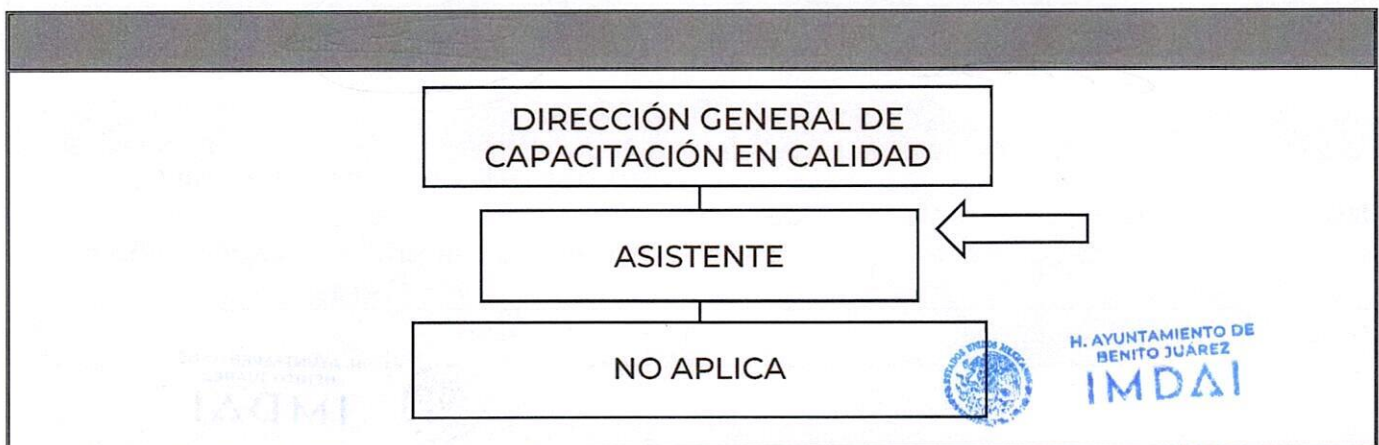 DIRECCIÓN GENERAL DE
CAPACITACIÓN EN CALIDAD
ASISTENTE
NO APLICA
H. AYUNTAMIENTO DE
BENITO JUÁREZ
IMDAI